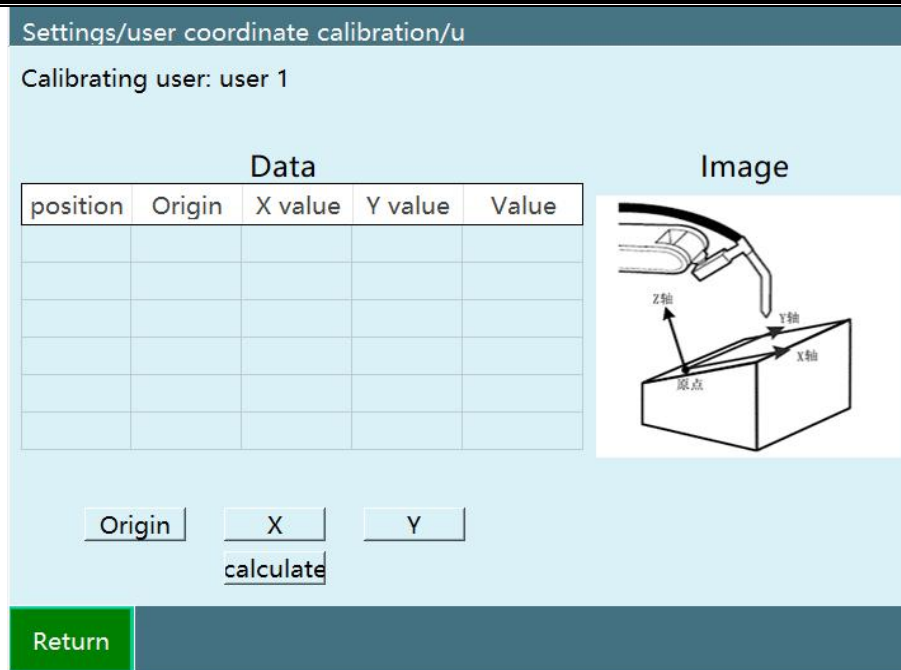 Settings/user coordinate calibration/u
Calibrating user: user 1
Data
Image
position Origin X value Y value Value
Z轴
Y轴
X轴
原点
Origin X Y
calculate
Return